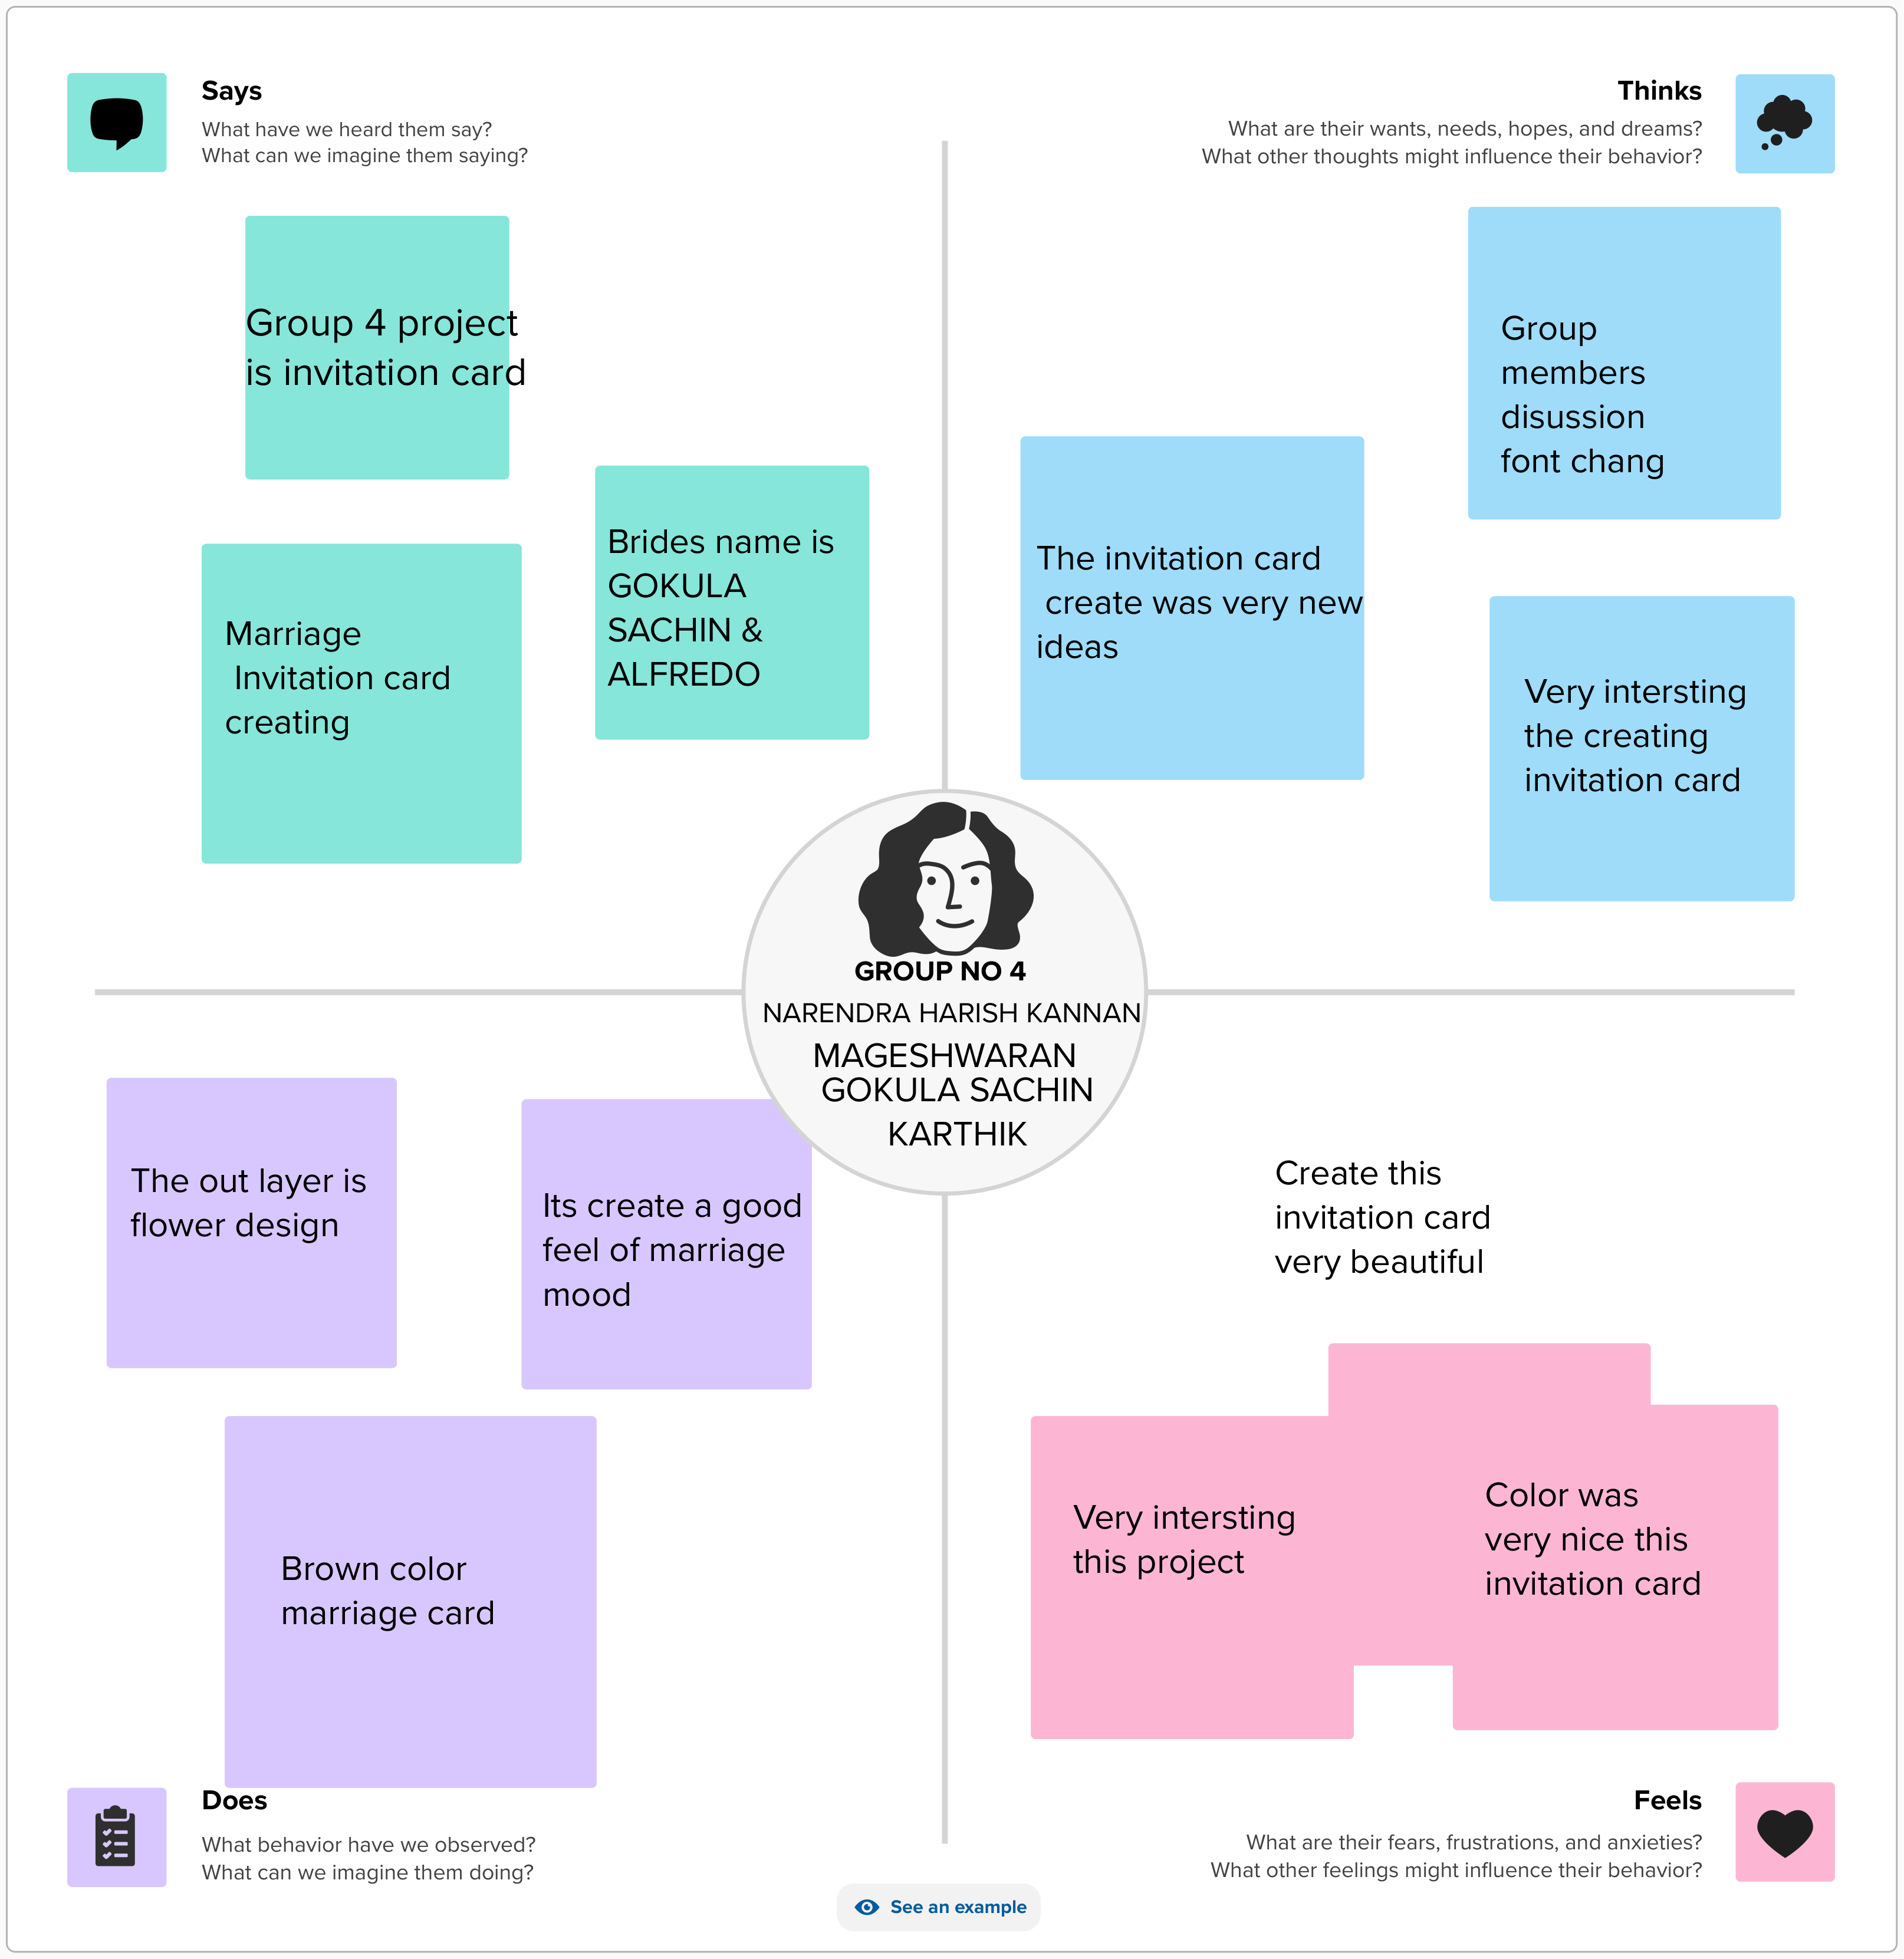 Says
What have we heard them say?
What can we imagine them saying?
Group 4 project
is invitation card
Brides name is
GOKULA
SACHIN &
ALFREDO
Marriage
Invitation card
creating
Thinks
What are their wants, needs, hopes, and dreams?
What other thoughts might influence their behavior?
Group
members
disussion
font chang
The invitation card
create was very new
ideas
Very intersting
the creating
invitation card
GROUP NO 4
NARENDRA HARISH KANNAN
MAGESHWARAN
GOKULA SACHIN
KARTHIK
The out layer is
flower design
Its create a good
feel of marriage
mood
Brown color
marriage card
Does
What behavior have we observed?
What can we imagine them doing?
Create this
invitation card
very beautiful
Very intersting
this project
Color was
very nice this
invitation card
Feels
What are their fears, frustrations, and anxieties?
What other feelings might influence their behavior?
See an example